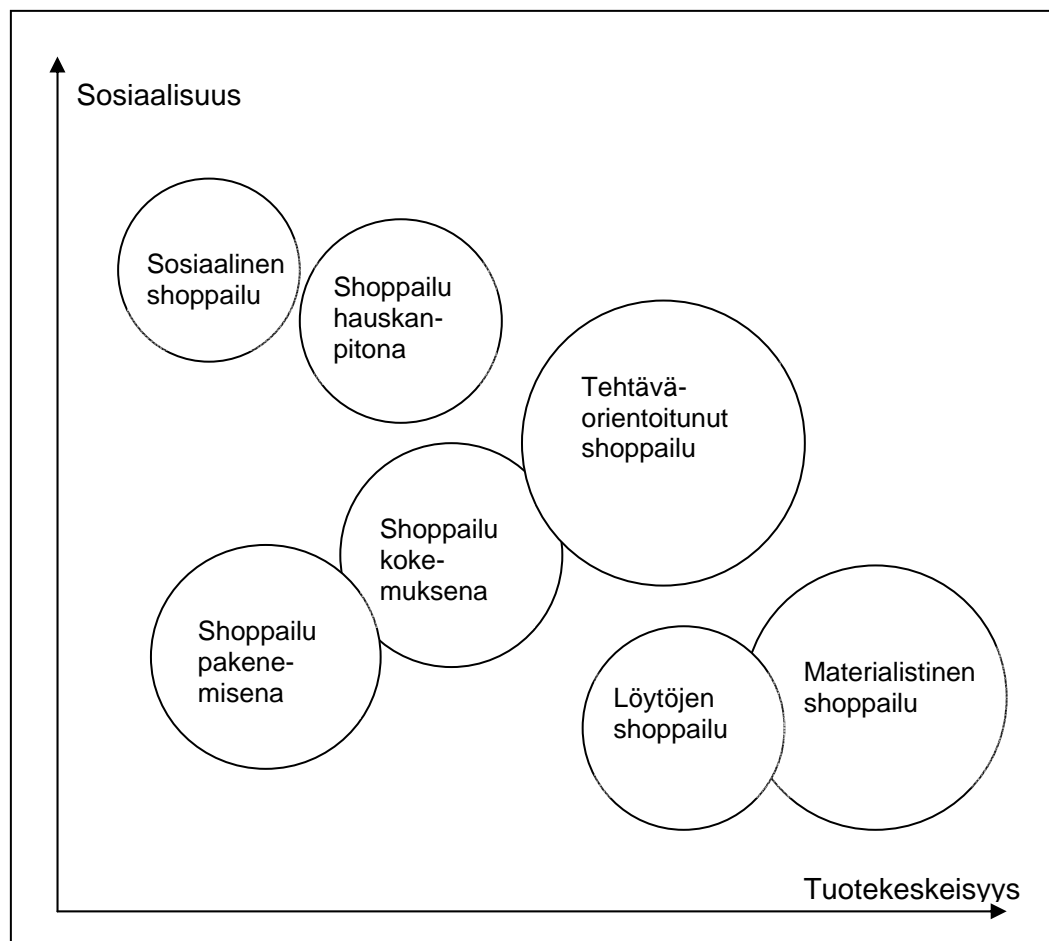 Sosiaalisuus
Sosiaalinen
shoppailu
Shoppailu
hauskan-
pitona
Tehtävä-
orientoitunut
shoppailu
Shoppailu
koke-
muksena
Shoppailu
pakene-
misena
Löytöjen
shoppailu
Materialistinen
shoppailu
Tuotekeskeisyys